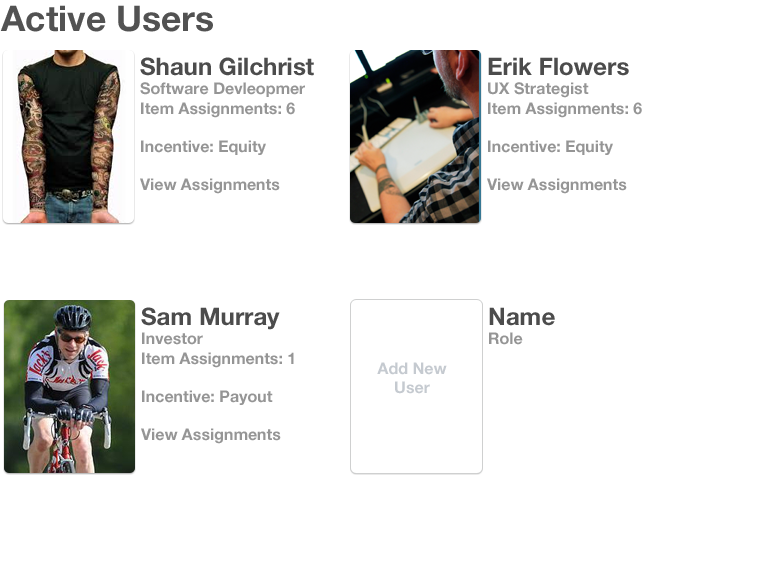 Active Users
Shaun Gilchrist
Software Devleopmer
Item Assignments: 6
Incentive: Equity
View Assignments
Erik Flowers
UX Strategist
Item Assignments: 6
Incentive: Equity
View Assignments
Jack's
Jack's
Sam Murray
Investor
Item Assignments: 1
Incentive: Payout
View Assignments
Add New
User
Name
Role